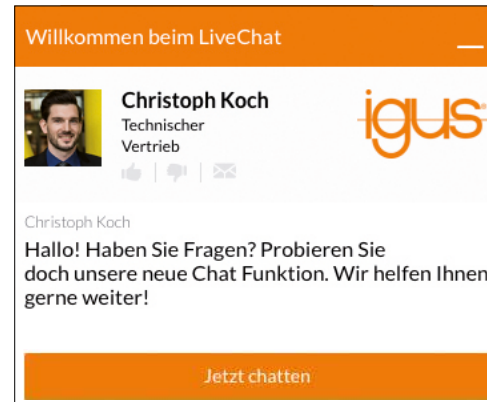 Willkommen beim LiveChat
Christoph Koch
Technischer
Vertrieb
igus®
Christoph Koch
Hallo! Haben Sie Fragen? Probieren Sie
doch unsere neue Chat Funktion. Wir helfen Ihnen
gerne weiter!
Jetzt chatten